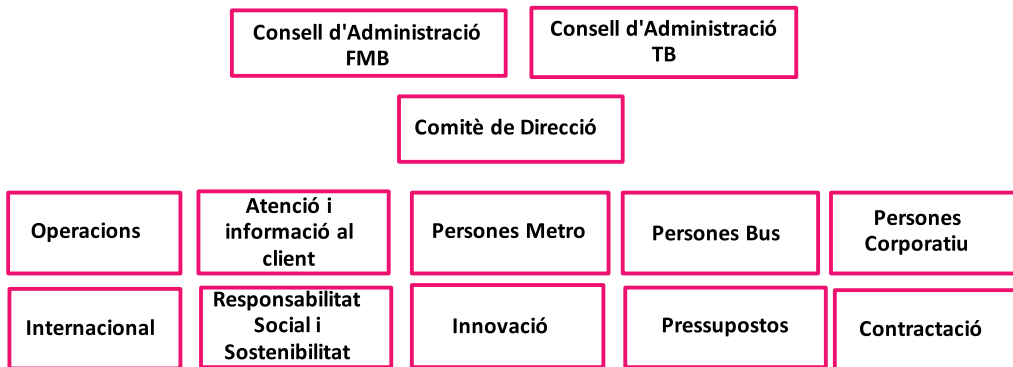 Consell d'Administració
FMB
Consell d'Administració
TB
Comitè de Direcció
Operacions
Atenció i
informació al
client
Persones Metro
Persones Bus
Persones
Corporatiu
Internacional
Responsabilitat
Social i
Sostenibilitat
Innovació
Pressupostos
Contractació